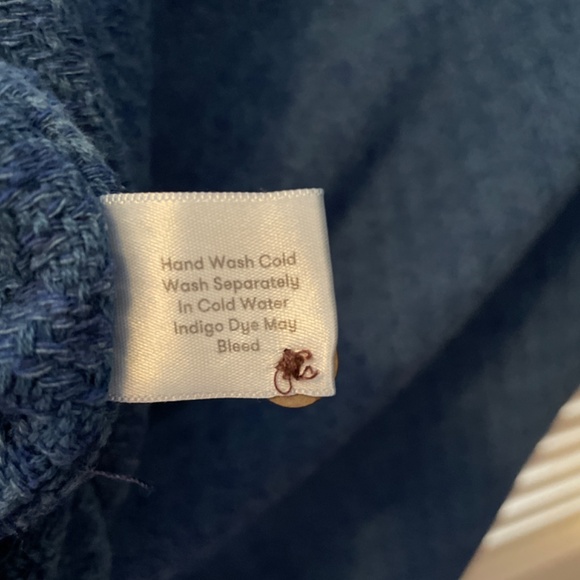 Hand Wash Cold
Wash Separately
In Cold Water
Indigo Dye May
Bleed